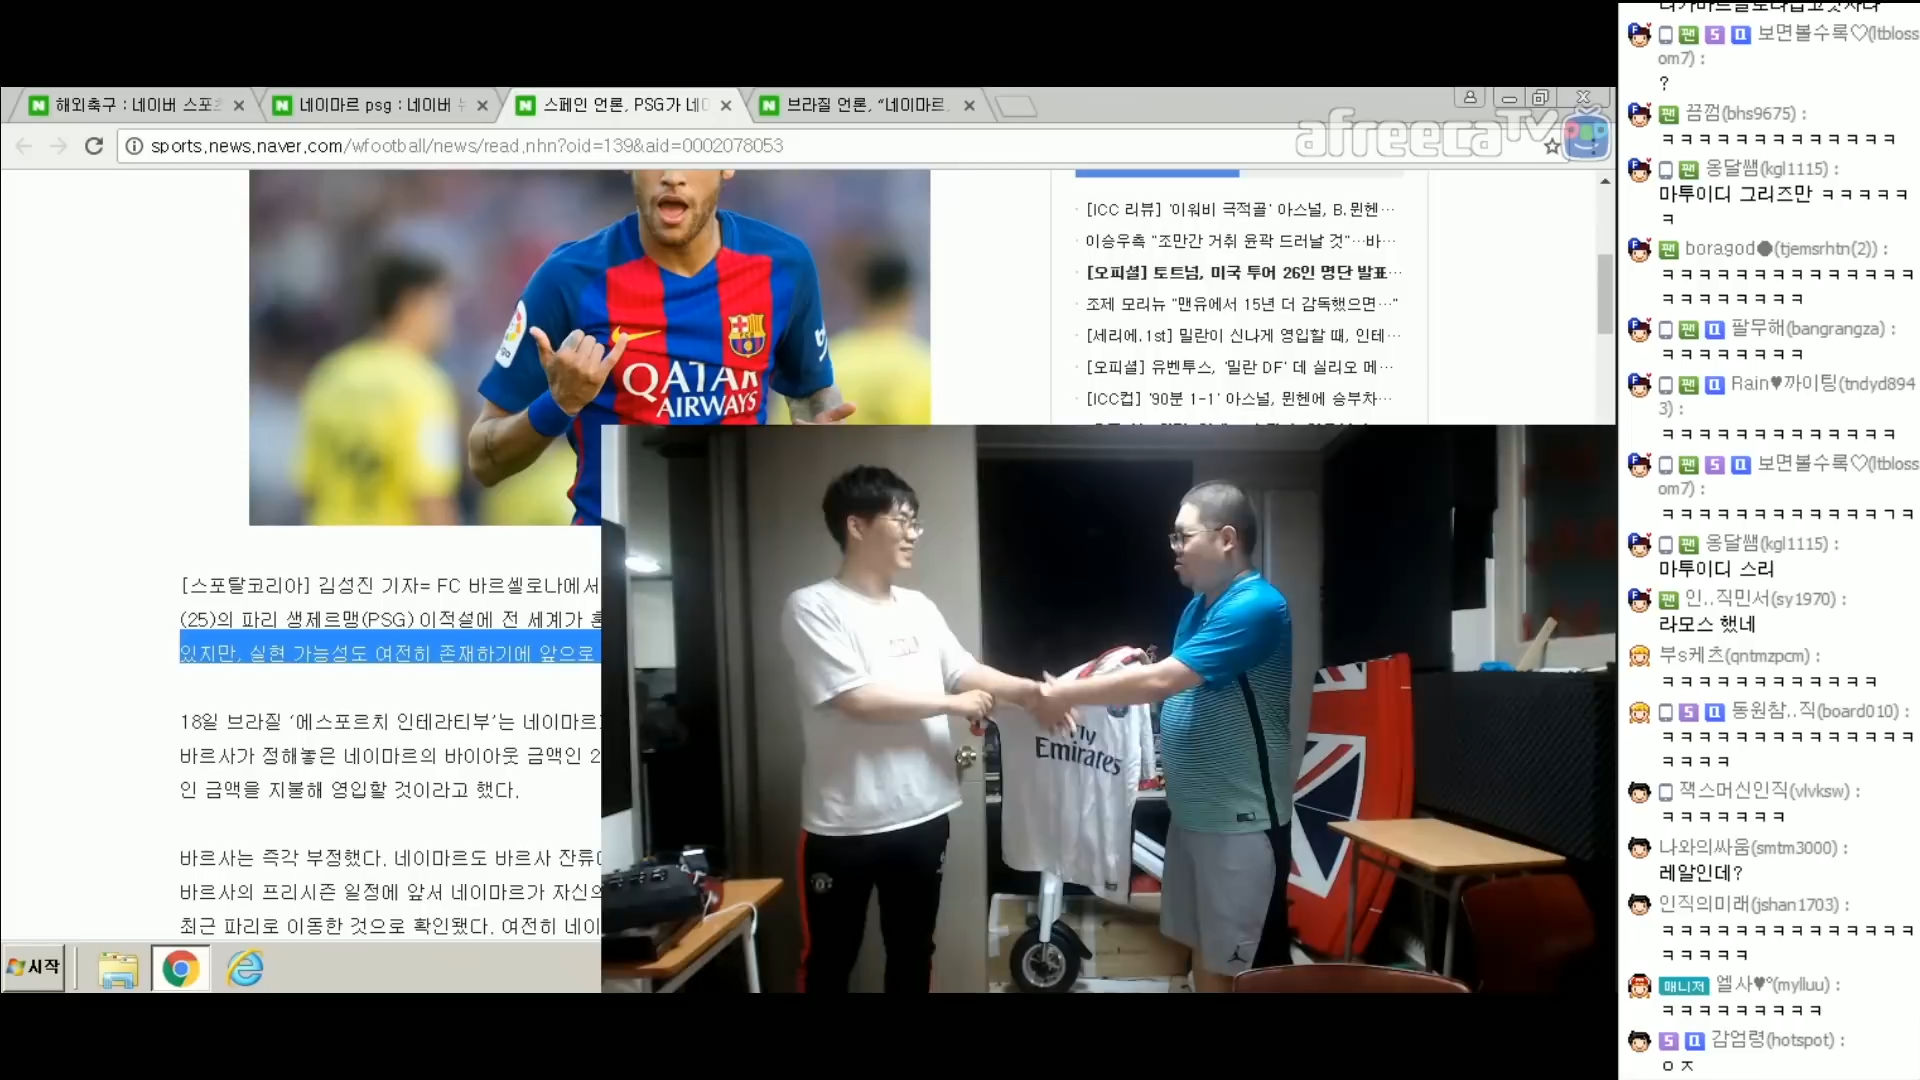 해외축구 : 네이버 스포츠
네이마르 psg : 네이버
스페인 언론, PSG가 네
브라질 언론, “네이마르
afreecaTV
sports.news.naver.com/wfootball/news/read.nhn?oid=139&aid=0002078053
QATAR
AIRWAYS
[ICC 리뷰] '이워비 극적골' 아스널, B.뮌헨…
이승우측 "조만간 거취 윤곽 드러날 것"…바…
[오피셜] 토트넘, 미국 투어 26인 명단 발표…
조제 모리뉴 "맨유에서 15년 더 감독했으면…"
[세리에.1st] 밀란이 신나게 영입할 때, 인테…
[오피셜] 유벤투스, '밀란 DF' 데 실리오 메…
[ICC컵] '90분 1-1' 아스널, 뮌헨에 승부차…
[스포탈코리아] 김성진 기자= FC 바르셀로나에서
(25)의 파리 생제르맹(PSG) 이적설에 전 세계가
있지만, 실현 가능성도 여전히 존재하기에 앞으로
18일 브라질 ‘에스포르치 인테라티부’는 네이마르
바르사가 정해놓은 네이마르의 바이아웃 금액인 2
인 금액을 지불해 영입할 것이라고 했다.
바르사는 즉각 부정했다. 네이마르도 바르사 잔류
바르사의 프리시즌 일정에 앞서 네이마르가 자신의
최근 파리로 이동한 것으로 확인됐다. 여전히 네이
Fly
Emirates
시작
보면볼수록♡(ltbloss
om7) :
?
팬 끔껌(bhs9675) :
ㅋㅋㅋㅋㅋㅋㅋㅋㅋㅋㅋㅋㅋ
팬 옹달쌤(kgl1115) :
마투이디 그리즈만 ㅋㅋㅋㅋㅋ
ㅋ
팬 boragod●(tjemsrhtn(2)) :
ㅋㅋㅋㅋㅋㅋㅋㅋㅋㅋㅋㅋㅋㅋ
ㅋㅋㅋㅋㅋㅋㅋㅋ
팬 팔무해(bangrangza) :
ㅋㅋㅋㅋㅋㅋㅋㅋ
팬 Rain♥까이팅(tndyd894
3) :
ㅋㅋㅋㅋㅋㅋㅋㅋㅋㅋㅋㅋㅋ
팬 S 보면볼수록♡(ltbloss
om7) :
ㅋㅋㅋㅋㅋㅋㅋㅋㅋㅋㅋㅋㄱㅋ
팬 옹달쌤(kgl1115) :
마투이디 스리
팬 인..직민서(sy1970) :
라모스 했네
부s케츠(qntmzpcm) :
ㅋㅋㅋㅋㅋㅋㅋㅋㅋㅋㅋㅋ
S 동원참..직(board010) :
ㅋㅋㅋㅋㅋㅋㅋㅋㅋㅋㅋㅋㅋㅋ
ㅋㅋㅋㅋ
잭스머신인직(vlvksw) :
ㅋㅋㅋㅋㅋㅋㅋ
나와의싸움(smtm3000) :
레알인데?
인직의미래(jshan1703) :
ㅋㅋㅋㅋㅋㅋㅋㅋㅋㅋㅋㅋㅋㅋ
ㅋㅋㅋㅋㅋ
매니저 엘사♥°(mylluu) :
ㅋㅋㅋㅋㅋㅋㅋㅋㅋ
S 감엄령(hotspot) :
ㅇㅈ